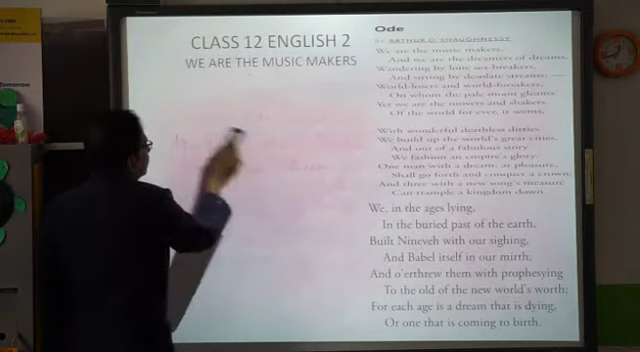 CLASS 12 ENGLISH 2
WE ARE THE MUSIC MAKERS
Tomorrow
Ode
BY ARTHUR O'SHAUGHNESSY
We are the music makers,
And we are the dreamers of dreams,
Wandering by lone sea-breakers,
And sitting by desolate streams; —
World-losers and world-forsakers,
On whom the pale moon gleams:
Yet we are the movers and shakers
Of the world for ever, it seems.
With wonderful deathless ditties
We build up the world's great cities,
And out of a fabulous story
We fashion an empire's glory:
One man with a dream, at pleasure,
Shall go forth and conquer a crown;
And three with a new song's measure
Can trample a kingdom down.
We, in the ages lying,
In the buried past of the earth,
Built Nineveh with our sighing,
And Babel itself in our mirth;
And o'erthrew them with prophesying
To the old of the new world's worth;
For each age is a dream that is dying,
Or one that is coming to birth.